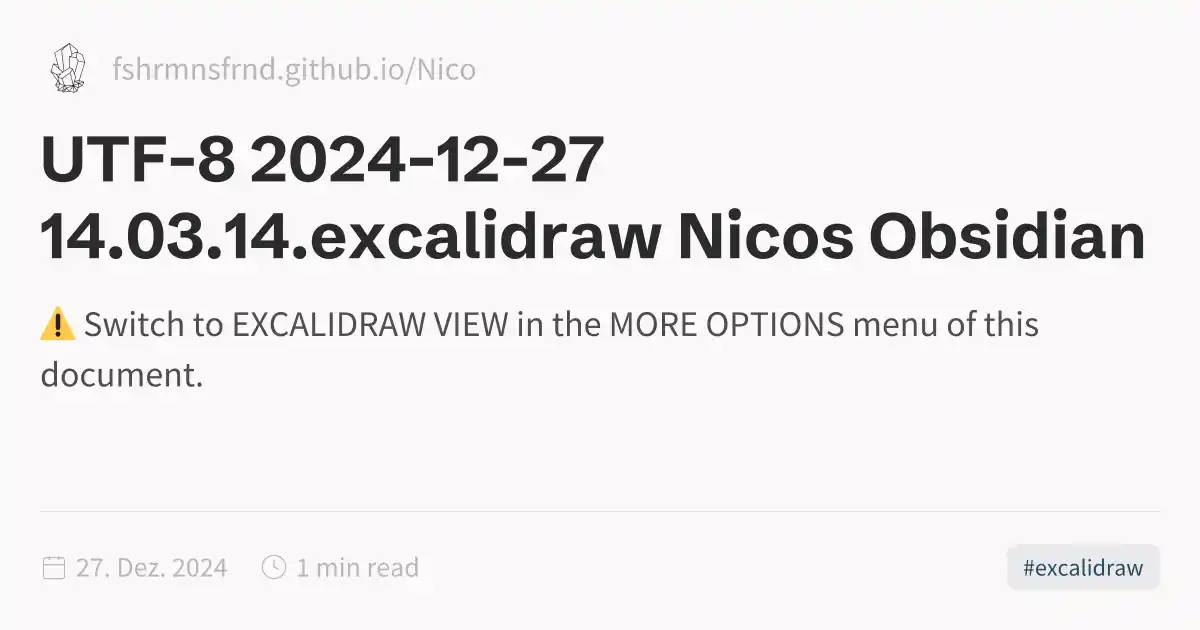 fshrmnsfrnd.github.io/Nico
UTF-8 2024-12-27
14.03.14.excalidraw Nicos Obsidian
⚠️ Switch to EXCALIDRAW VIEW in the MORE OPTIONS menu of this
document.
27. Dez. 2024 1 min read #excalidraw